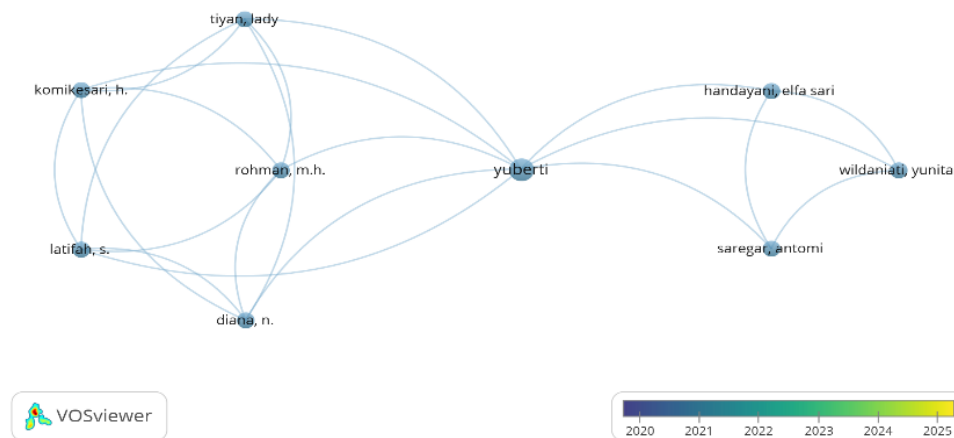 tiyan, lady
komikesari, h.
handayani, elfa sari
rohman, m.h.
yuberti
wildaniati, yunita
latifah, s.
saregar, antomi
diana, n.
VOSviewer
2020 2021 2022 2023 2024 2025